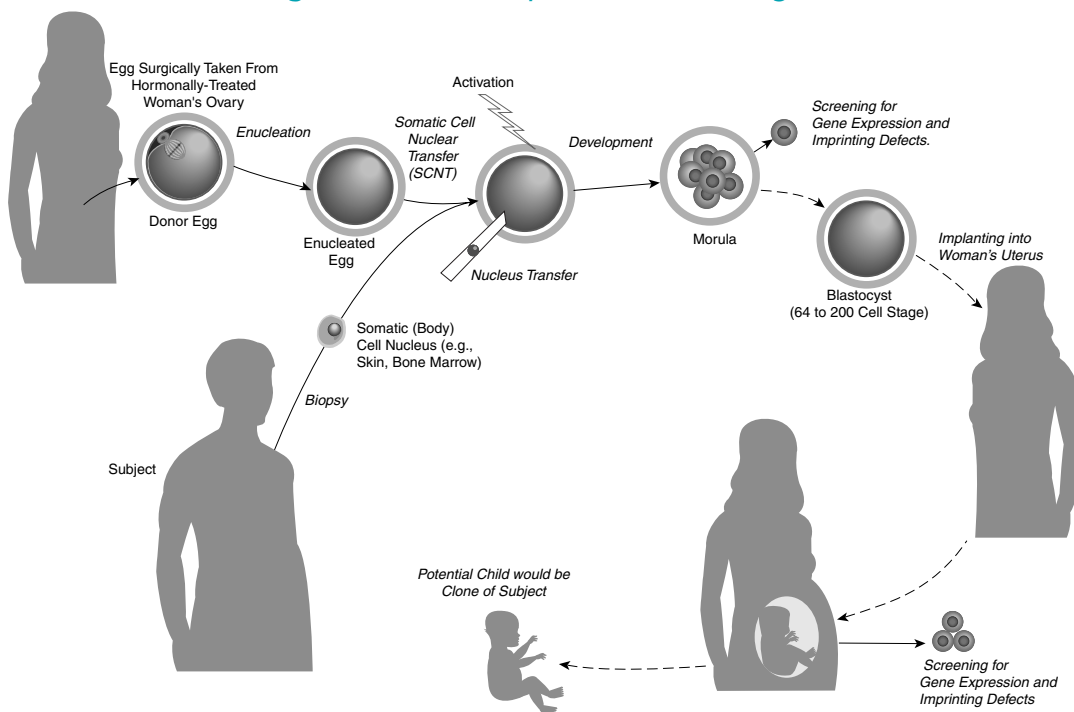 Egg Surgically Taken From
Hormonally-Treated
Woman's Ovary
Donor Egg
Enucleation
Enucleated
Egg
Somatic Cell
Nuclear
Transfer
(SCNT)
Activation
Nucleus Transfer
Development
Morula
Screening for
Gene Expression and
Imprinting Defects.
Blastocyst
(64 to 200 Cell Stage)
Implanting into
Woman's Uterus
Somatic (Body)
Cell Nucleus (e.g.,
Skin, Bone Marrow)
Biopsy
Subject
Potential Child would be
Clone of Subject
Screening for
Gene Expression and
Imprinting Defects